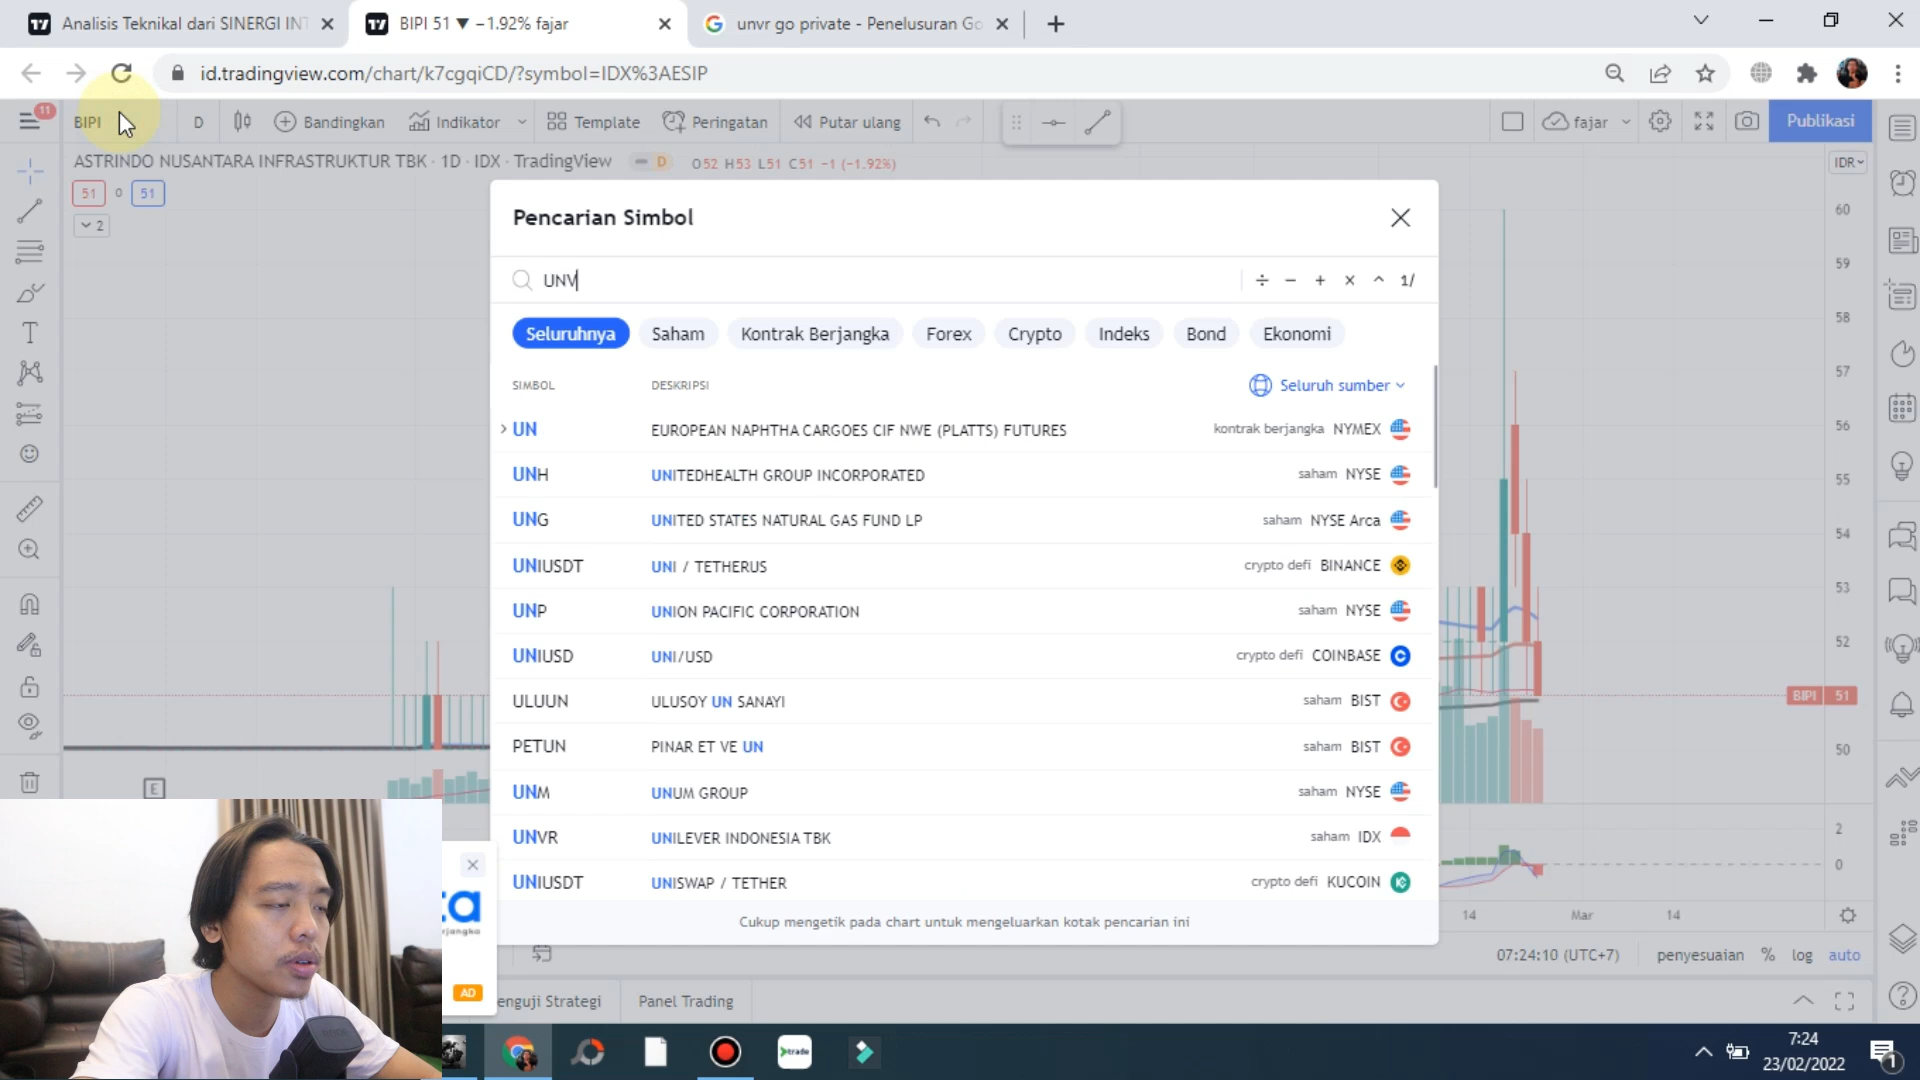 Analisis Teknikal dari SINERGI INT
BIPI 51 ▼ −1.92% fajar
unvr go private - Penelusuran Go
id.tradingview.com/chart/k7cgqiCD/?symbol=IDX%3AESIP
11
BIPI
D
Bandingkan
Indikator
Template
Peringatan
Putar ulang
fajar
Publikasi
ASTRINDO NUSANTARA INFRASTRUKTUR TBK · 1D · IDX · TradingView
D
O52 H53 L51 C51 −1 (−1.92%)
IDR
51 0 51
2
Pencarian Simbol
UNV
÷ − + × ^ 1/
Seluruhnya Saham Kontrak Berjangka Forex Crypto Indeks Bond Ekonomi
SIMBOL DESKRIPSI Seluruh sumber
UN EUROPEAN NAPHTHA CARGOES CIF NWE (PLATTS) FUTURES kontrak berjangka NYMEX
UNH UNITEDHEALTH GROUP INCORPORATED saham NYSE
UNG UNITED STATES NATURAL GAS FUND LP saham NYSE Arca
UNIUSDT UNI / TETHERUS crypto defi BINANCE
UNP UNION PACIFIC CORPORATION saham NYSE
UNIUSD UNI/USD crypto defi COINBASE
ULUUN ULUSOY UN SANAYI saham BIST
PETUN PINAR ET VE UN saham BIST
UNM UNUM GROUP saham NYSE
UNVR UNILEVER INDONESIA TBK saham IDX
UNIUSDT UNISWAP / TETHER crypto defi KUCOIN
Cukup mengetik pada chart untuk mengeluarkan kotak pencarian ini
60
59
58
57
56
55
54
53
52
BIPI 51
50
2
0
E
14 Mar 14
ta
rjangka
AD
07:24:10 (UTC+7) penyesuaian % log auto
enguji Strategi
Panel Trading
trade
7:24
23/02/2022
1